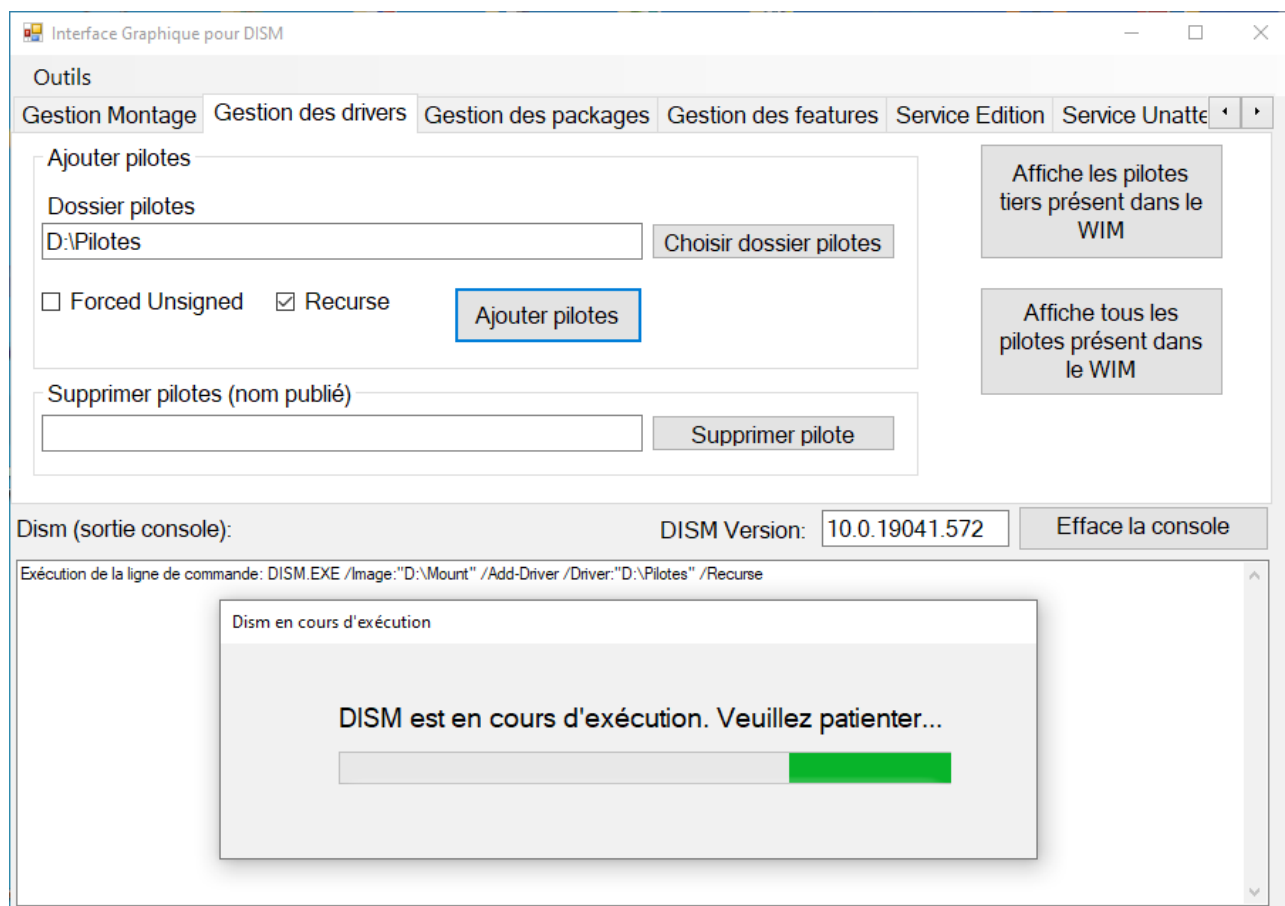 Interface Graphique pour DISM
Outils
Gestion Montage Gestion des drivers Gestion des packages Gestion des features Service Edition Service Unatte
Ajouter pilotes
Dossier pilotes
D:\Pilotes
Choisir dossier pilotes
Forced Unsigned Recurse
Ajouter pilotes
Affiche les pilotes
tiers présent dans le
WIM
Affiche tous les
pilotes présent dans
le WIM
Supprimer pilotes (nom publié)
Supprimer pilote
Dism (sortie console):
DISM Version: 10.0.19041.572
Efface la console
Exécution de la ligne de commande: DISM.EXE /Image:"D:\Mount" /Add-Driver /Driver:"D:\Pilotes" /Recurse
Dism en cours d'exécution
DISM est en cours d'exécution. Veuillez patienter...